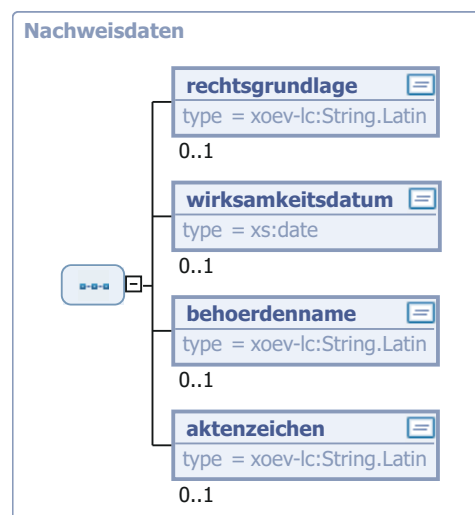 Nachweisdaten
rechtsgrundlage
type = xoev-lc:String.Latin
0..1
wirksamkeitsdatum
type = xs:date
0..1
behoerdenname
type = xoev-lc:String.Latin
0..1
aktenzeichen
type = xoev-lc:String.Latin
0..1